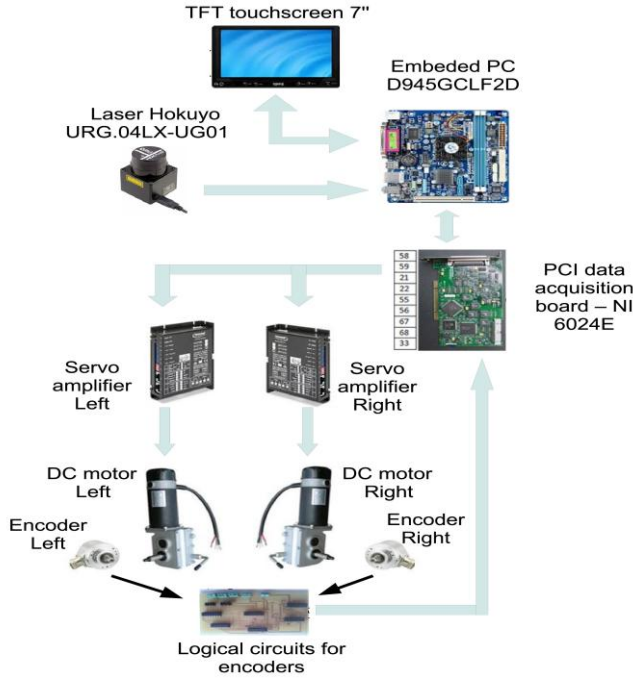 TFT touchscreen 7"
Embeded PC
D945GCLF2D
Laser Hokuyo
URG.04LX-UG01
58
59
21
22
55
56
67
68
33
PCI data
acquisition
board – NI
6024E
Servo
amplifier
Left
Servo
amplifier
Right
DC motor
Left
DC motor
Right
Encoder
Left
Encoder
Right
Logical circuits for
encoders